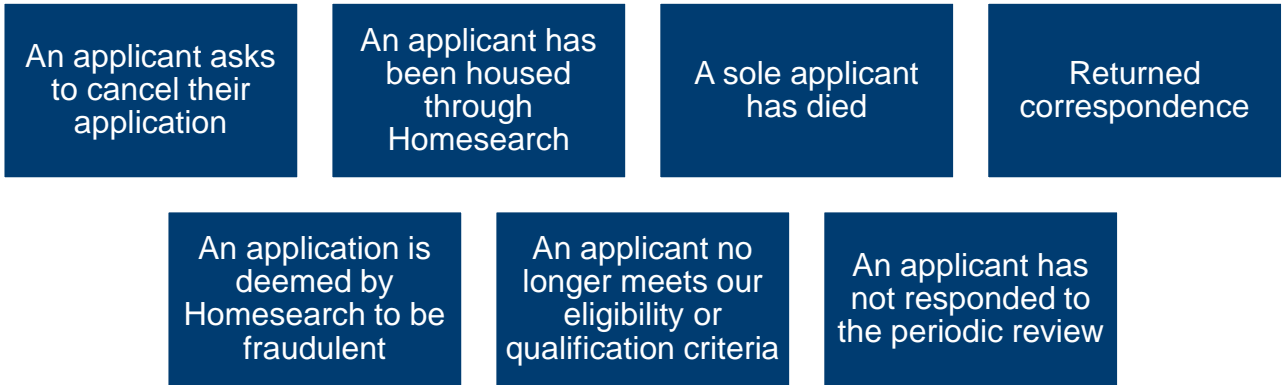 An applicant asks
to cancel their
application
An applicant has
been housed
through
Homesearch
A sole applicant
has died
Returned
correspondence
An application is
deemed by
Homesearch to be
fraudulent
An applicant no
longer meets our
eligibility or
qualification criteria
An applicant has
not responded to
the periodic review